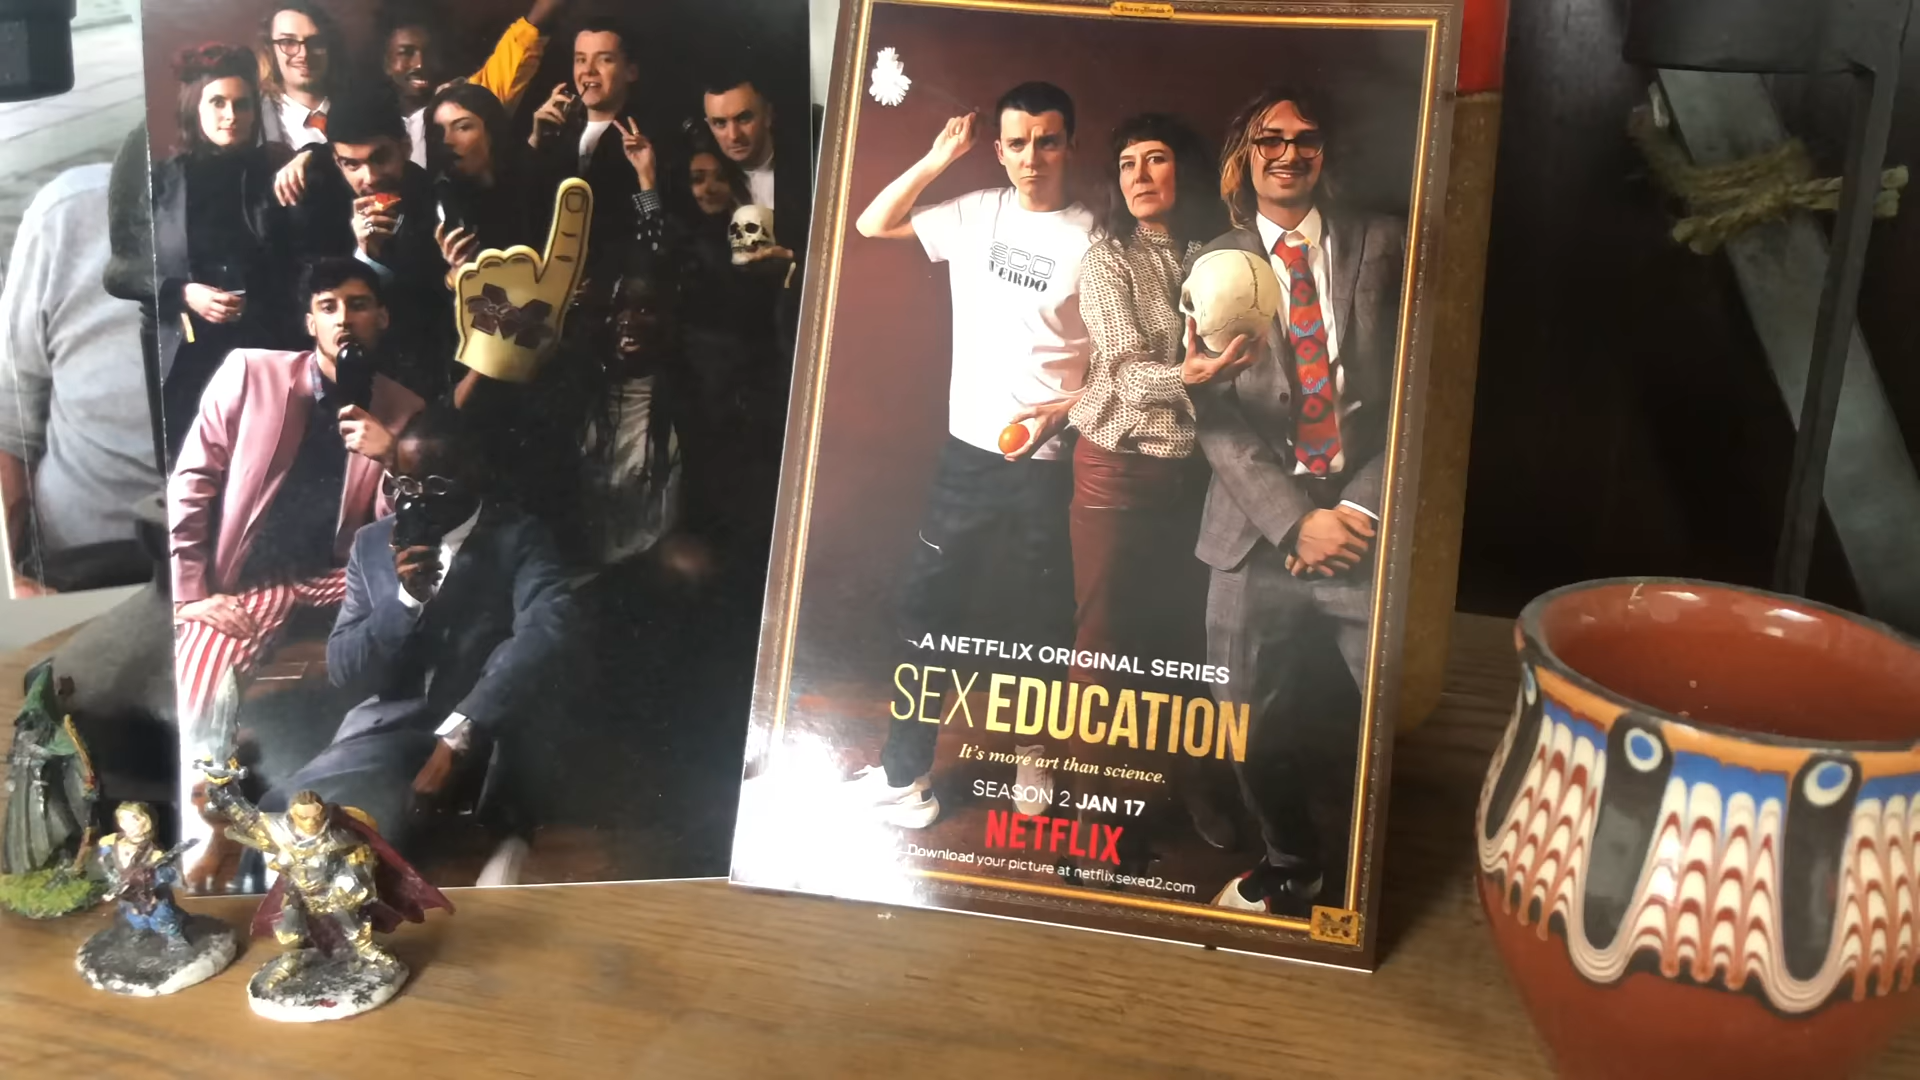 ECO
WEIRDO
A NETFLIX ORIGINAL SERIES
SEX EDUCATION
It's more art than science.
SEASON 2 JAN 17
NETFLIX
Download your picture at netflixsexed2.com